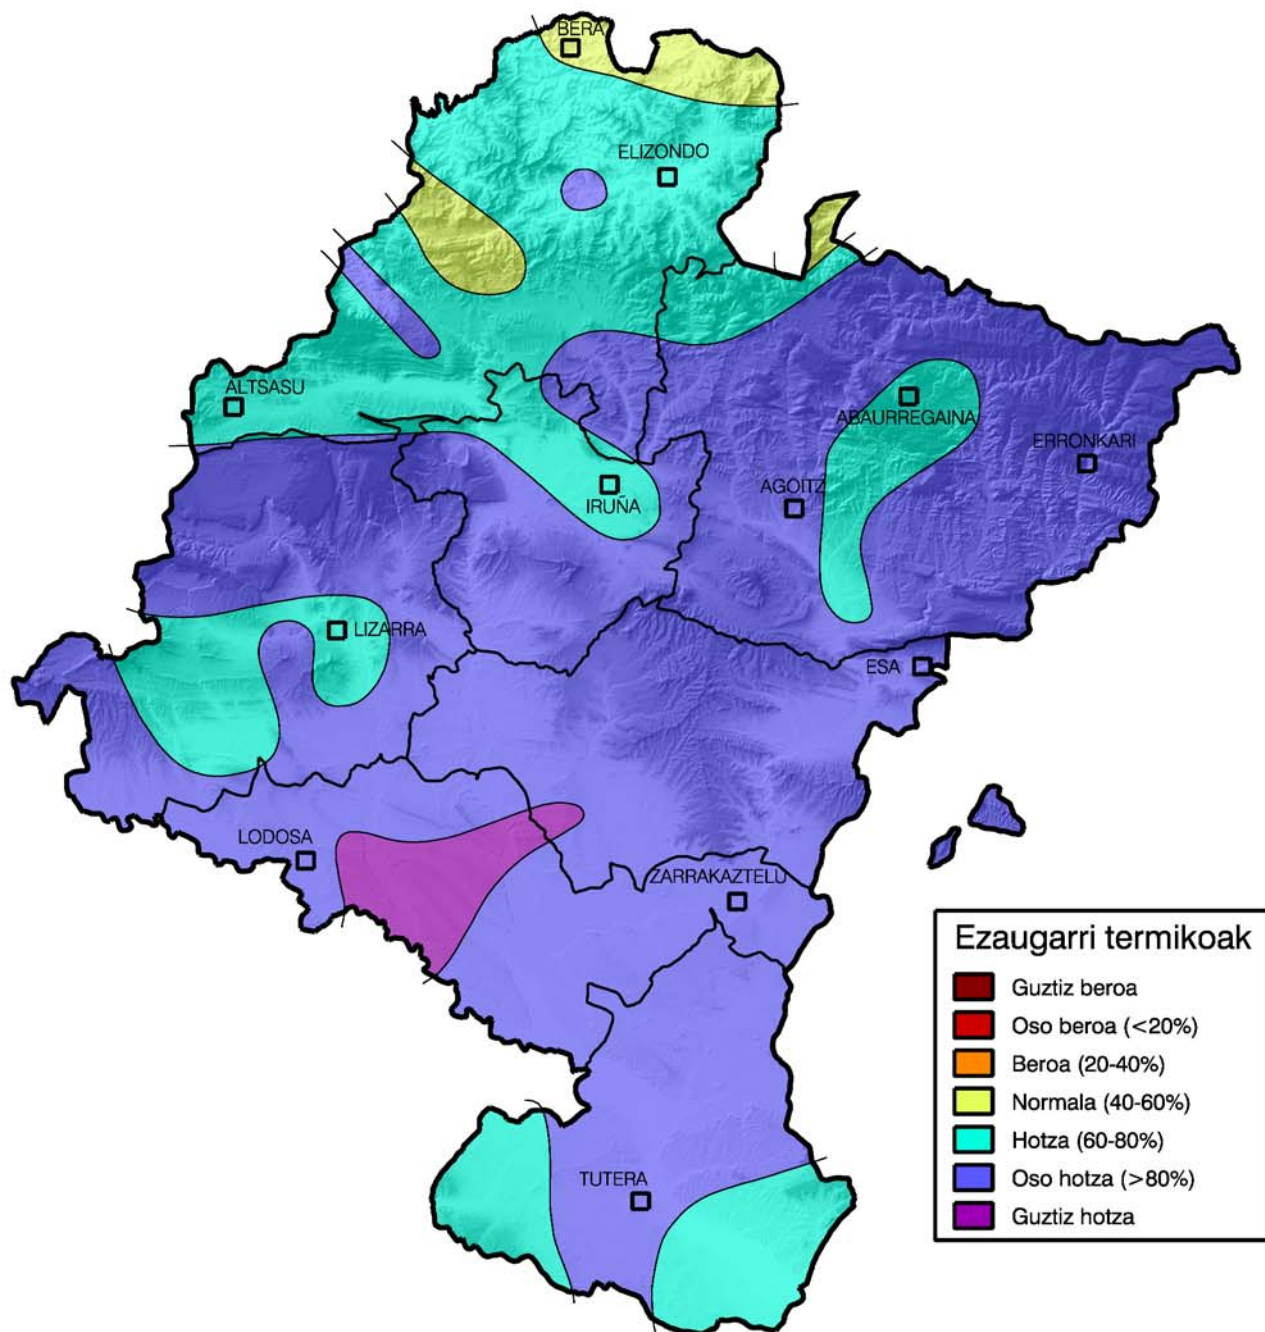 BERA
ELIZONDO
ALTSASU
ABAURREGAINA
ERRONKARI
AGOITZ
IRUÑA
LIZARRA
ESA
LODOSA
ZARRAKAZTELU
TUTERA
Ezaugarri termikoak
Guztiz beroa
Oso beroa (<20%)
Beroa (20-40%)
Normala (40-60%)
Hotza (60-80%)
Oso hotza (>80%)
Guztiz hotza